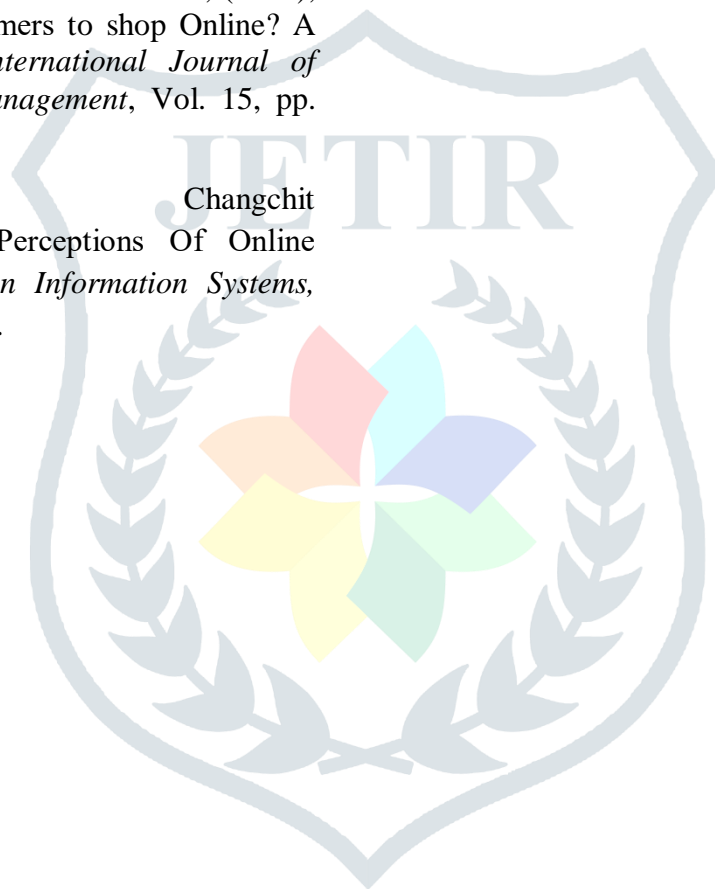 mers to shop Online? A
nternational Journal of
nagement, Vol. 15, pp.
Changchit
Perceptions Of Online
n Information Systems,
.
JETIR